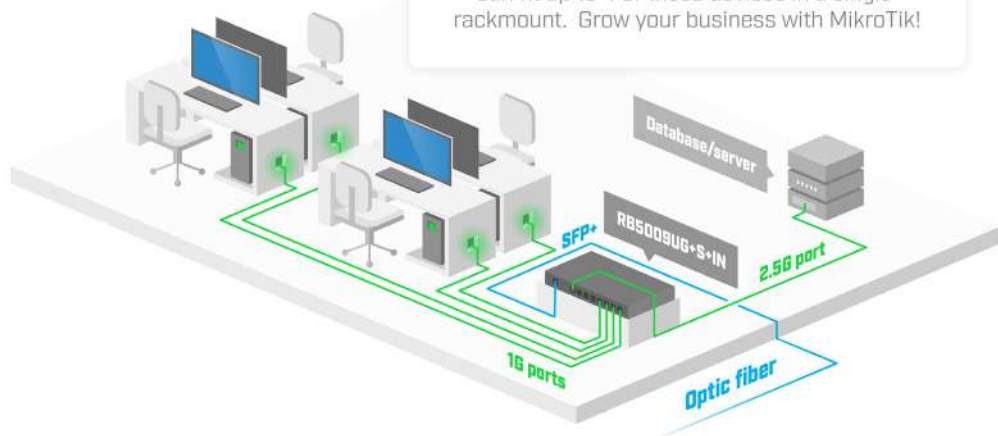 rackmount. Grow your business with MikroTik!
Database/server
RB5009UG+S+IN
SFP+
2.5G port
1G ports
Optic fiber